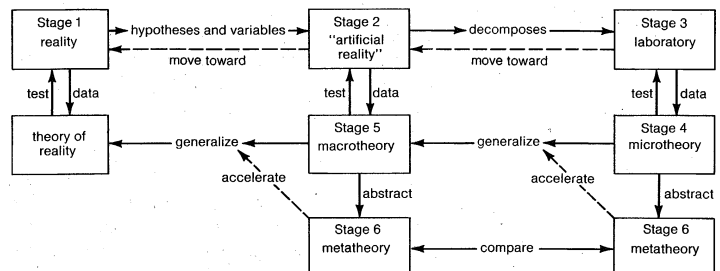 Stage 1
reality
hypotheses and variables
Stage 2
"artificial
reality"
decomposes
Stage 3
laboratory
move toward
move toward
test
data
test
data
test
data
theory of
reality
generalize
Stage 5
macrotheory
generalize
Stage 4
microtheory
accelerate
abstract
accelerate
abstract
Stage 6
metatheory
compare
Stage 6
metatheory